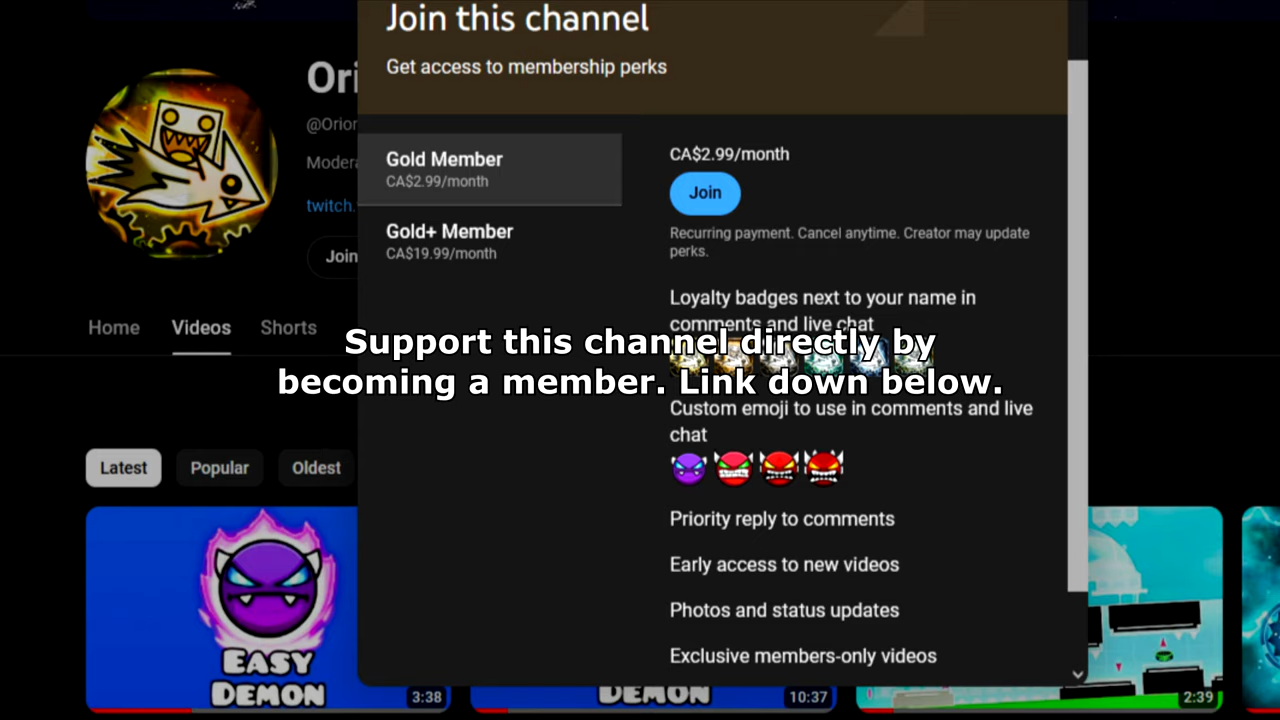 Join this channel
Get access to membership perks
Ori
@Orior
Modera
twitch.
Join
Gold Member
CA$2.99/month
Gold+ Member
CA$19.99/month
CA$2.99/month
Join
Recurring payment. Cancel anytime. Creator may update
perks.
Loyalty badges next to your name in
comments and live chat
Home
Videos
Shorts
Support this channel directly by
becoming a member. Link down below.
Custom emoji to use in comments and live
chat
Latest
Popular
Oldest
Priority reply to comments
Early access to new videos
Photos and status updates
Exclusive members-only videos
EASY
DEMON
3:38
DEMON
10:37
2:39